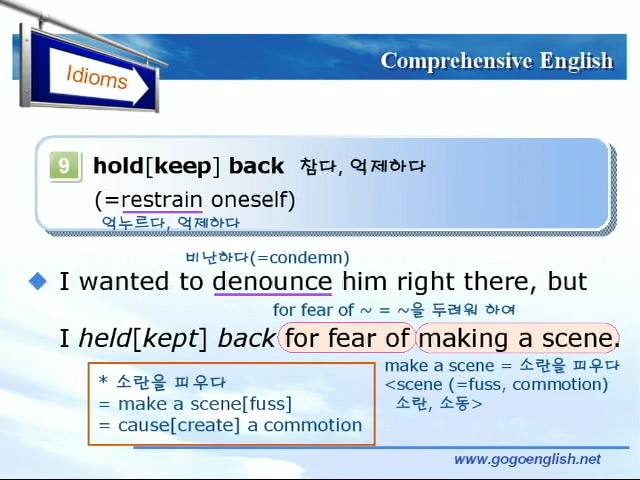 Idioms
Comprehensive English
9 hold[keep] back 참다, 억제하다
(=restrain oneself)
억누르다, 억제하다
비난하다(=condemn)
I wanted to denounce him right there, but
for fear of ~ = ~을 두려워 하여
I held[kept] back for fear of making a scene.
make a scene = 소란을 피우다
<scene (=fuss, commotion)
소란, 소동>
* 소란을 피우다
= make a scene[fuss]
= cause[create] a commotion
www.gogoenglish.net